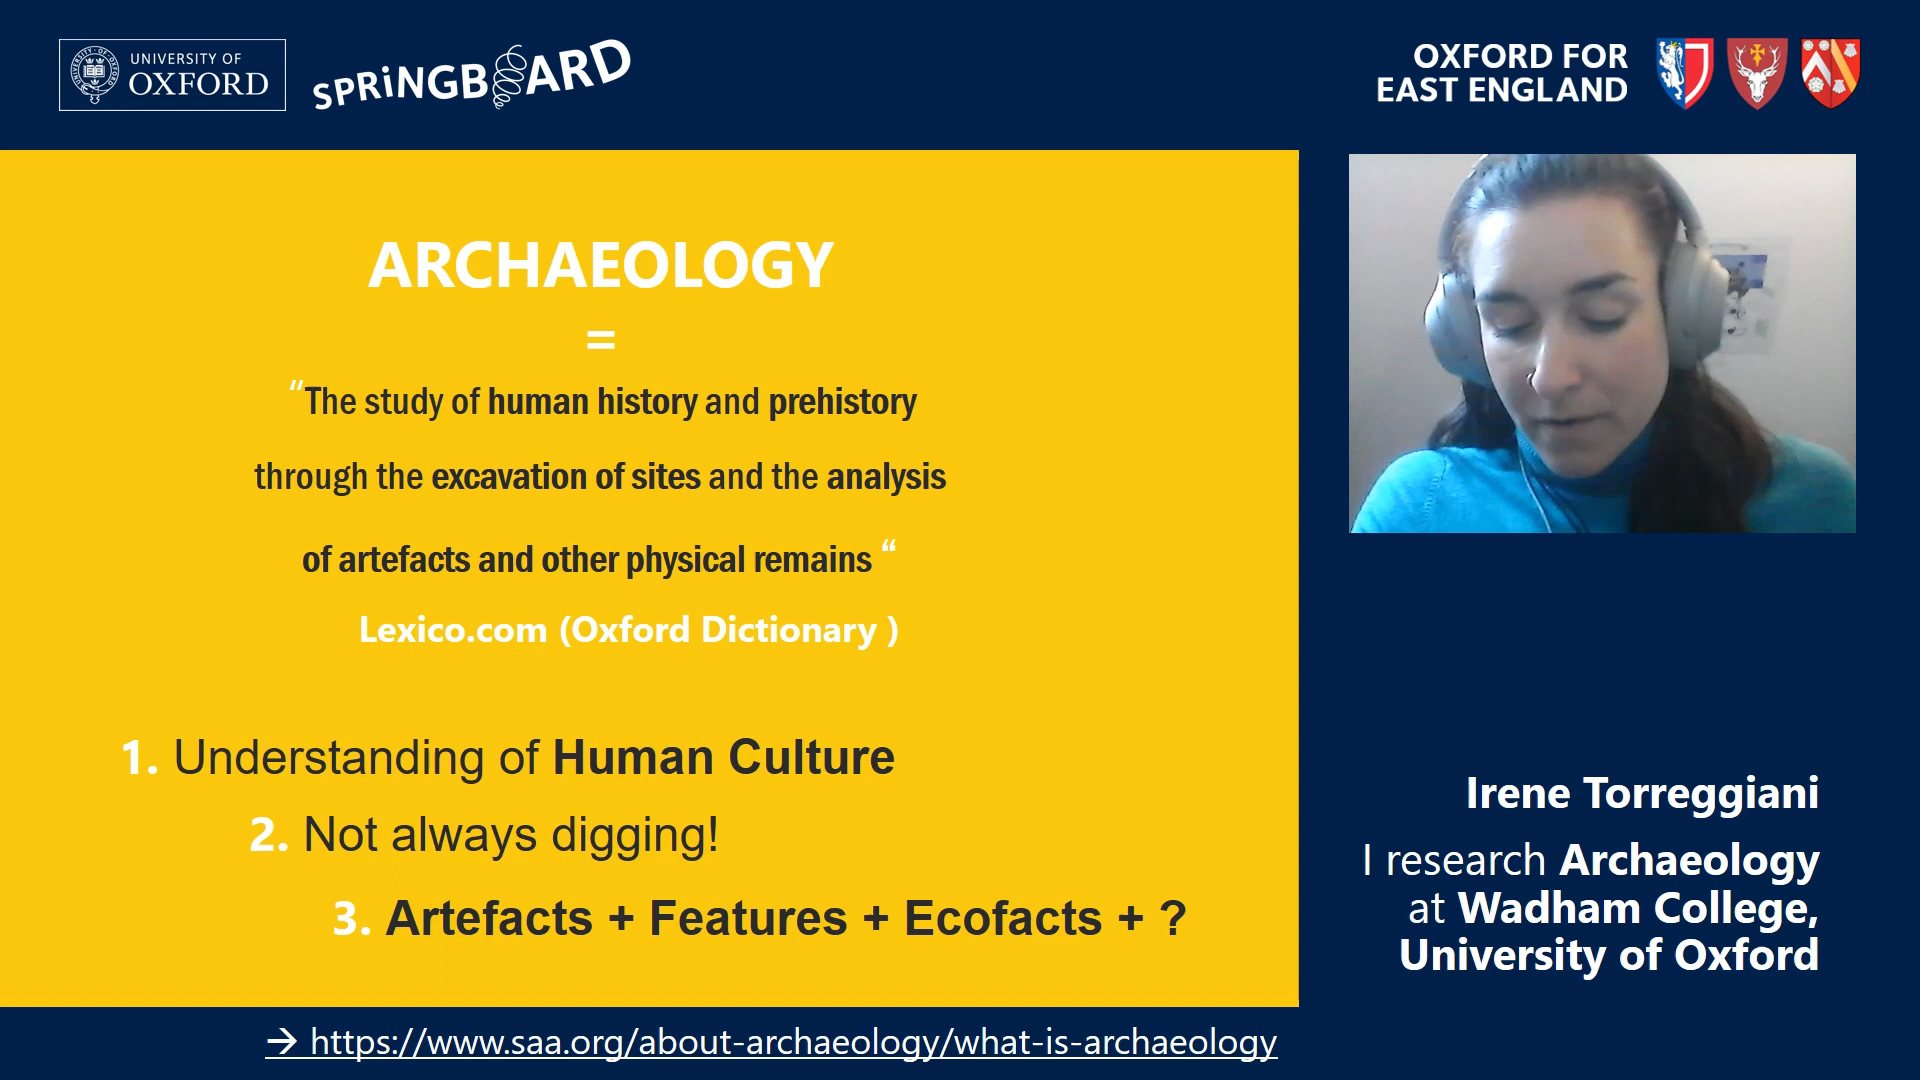 UNIVERSITY OF
OXFORD
SPRiNGBOARD
OXFORD FOR
EAST ENGLAND
ARCHAEOLOGY
=
“The study of human history and prehistory
through the excavation of sites and the analysis
of artefacts and other physical remains “
Lexico.com (Oxford Dictionary )
1. Understanding of Human Culture
2. Not always digging!
3. Artefacts + Features + Ecofacts + ?
→ https://www.saa.org/about-archaeology/what-is-archaeology
Irene Torreggiani
I research Archaeology
at Wadham College,
University of Oxford